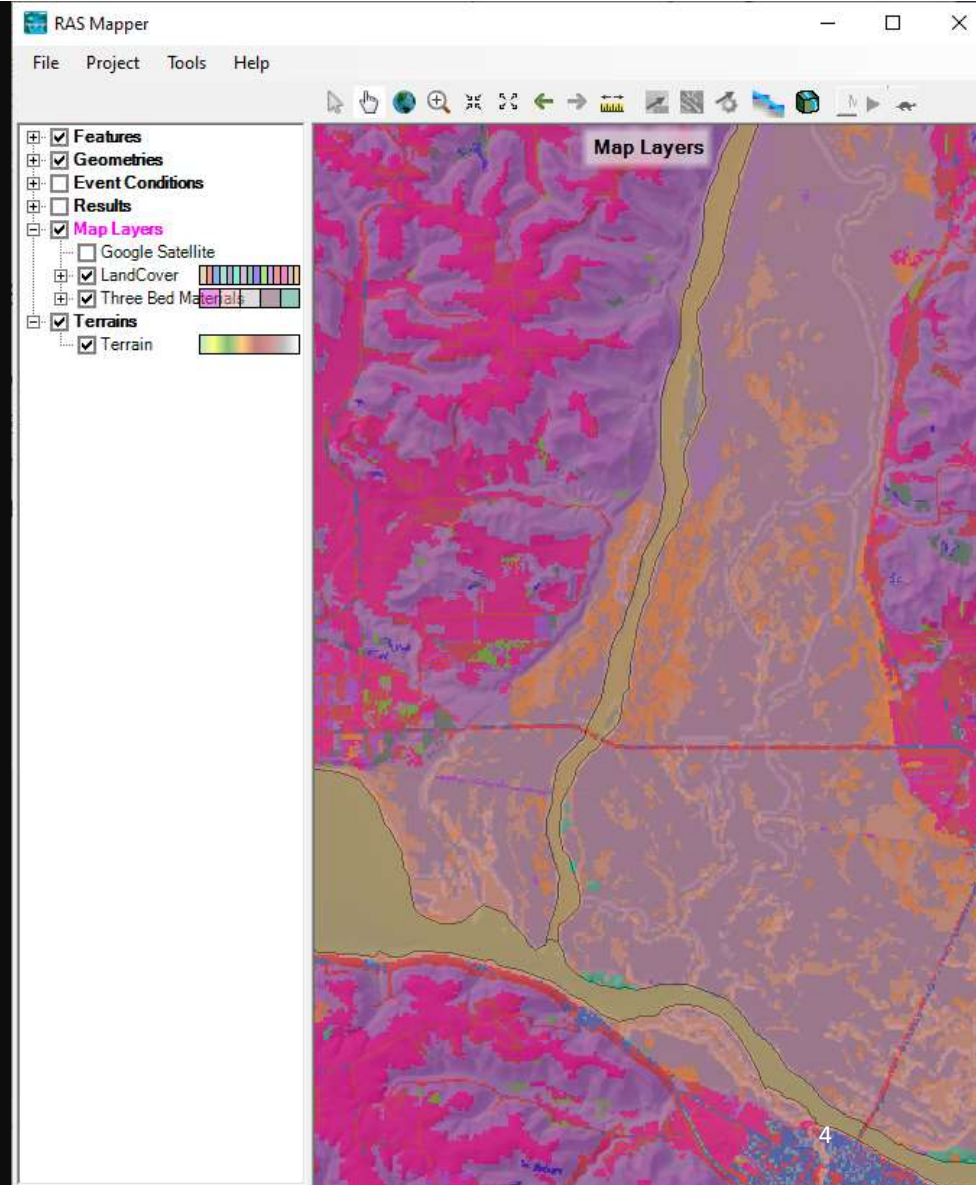 RAS Mapper
File Project Tools Help
Features
Geometries
Event Conditions
Results
Map Layers
Google Satellite
LandCover
Three Bed Materials
Terrains
Terrain
Map Layers
4